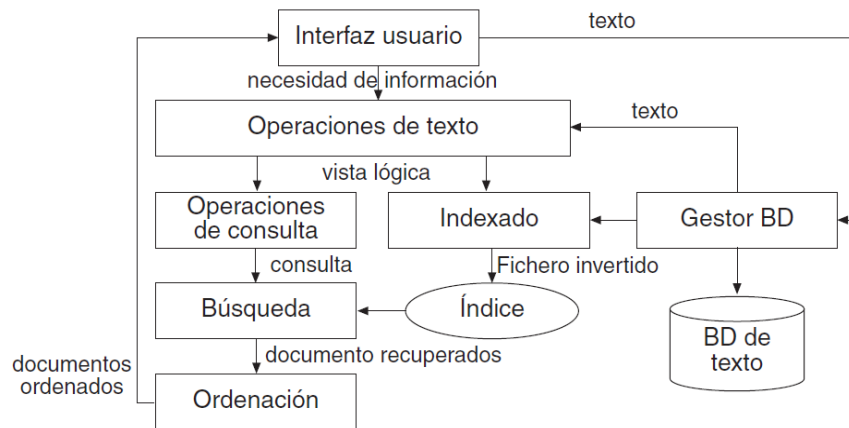 Interfaz usuario
texto
necesidad de información
Operaciones de texto
texto
vista lógica
Operaciones
de consulta
Indexado
Gestor BD
consulta
Fichero invertido
Búsqueda
Índice
BD de
texto
documento recuperados
documentos
ordenados
Ordenación